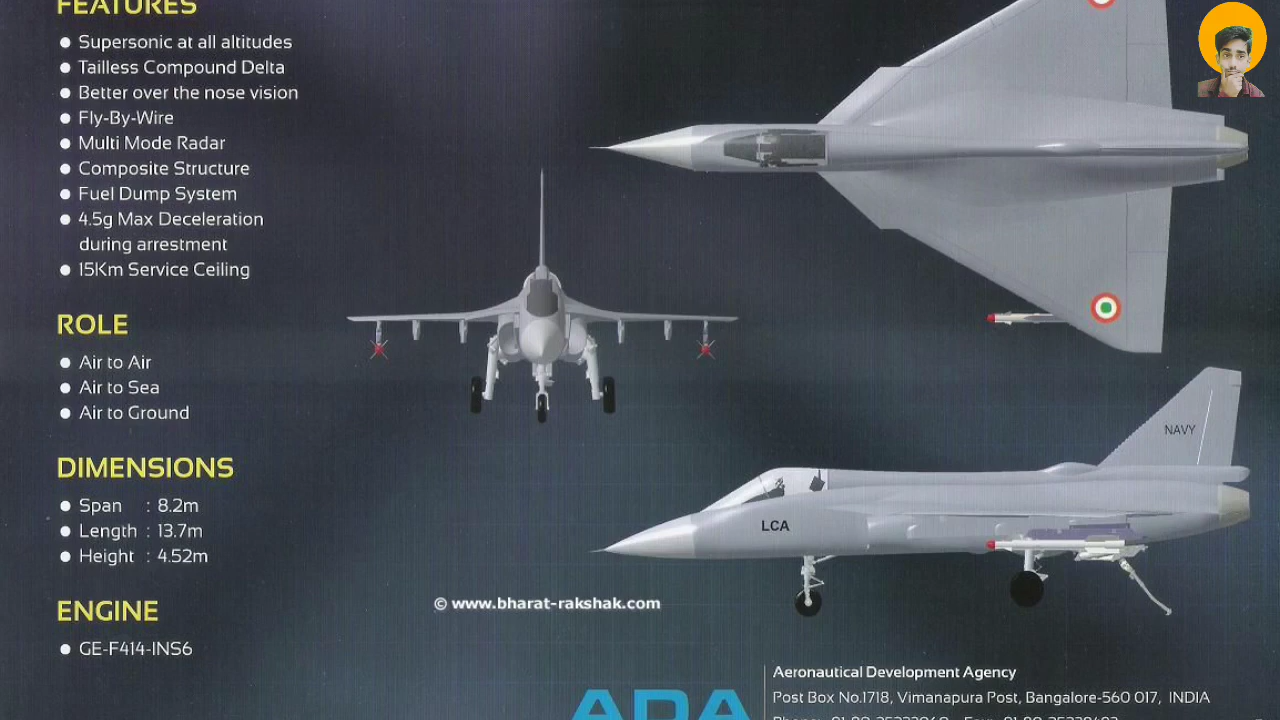 FEATURES
Supersonic at all altitudes
Tailless Compound Delta
Better over the nose vision
Fly-By-Wire
Multi Mode Radar
Composite Structure
Fuel Dump System
4.5g Max Deceleration
during arrestment
15Km Service Ceiling
ROLE
Air to Air
Air to Sea
Air to Ground
DIMENSIONS
Span : 8.2m
Length : 13.7m
Height : 4.52m
ENGINE
GE-F414-INS6
NAVY
LCA
© www.bharat-rakshak.com
ADA
Aeronautical Development Agency
Post Box No.1718, Vimanapura Post, Bangalore-560 017, INDIA